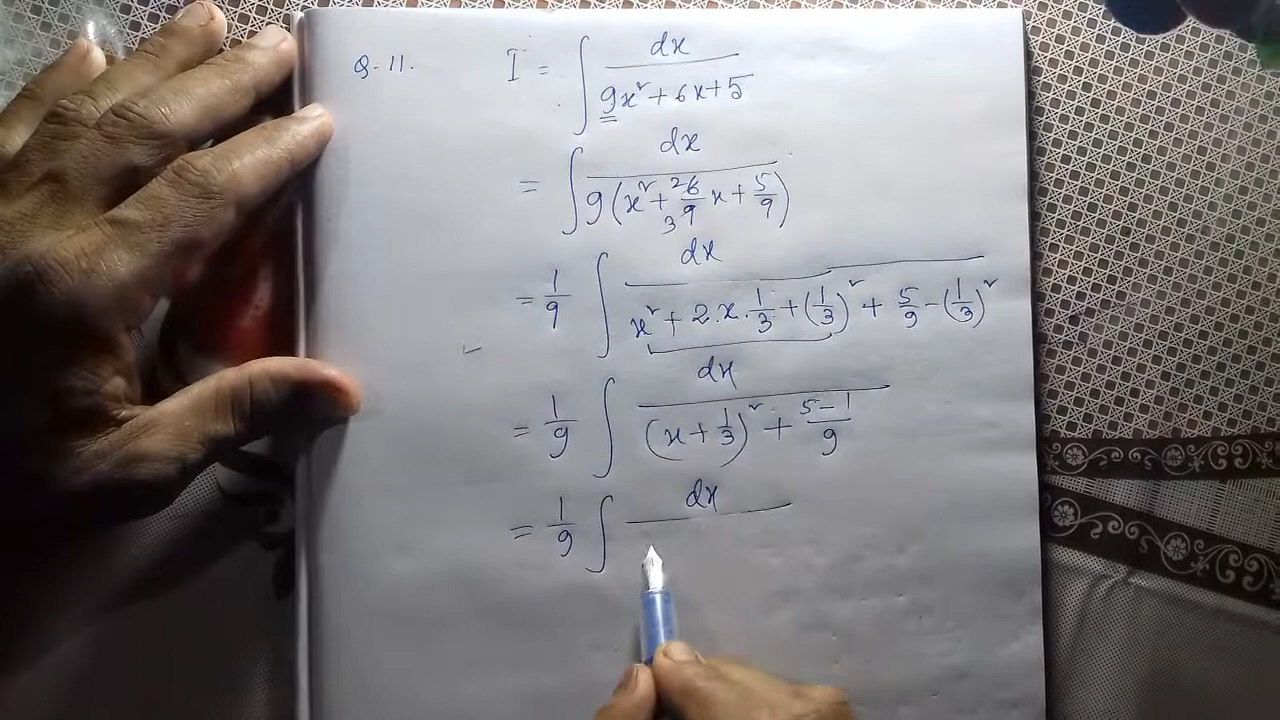 Q-11. I = ∫ dx / (9x² + 6x + 5)
= ∫ dx / 9(x² + 2 6/9 3 x + 5/9)
= 1/9 ∫ dx / (x² + 2.x.1/3 + (1/3)² + 5/9 - (1/3)²)
= 1/9 ∫ dx / ((x + 1/3)² + (5-1)/9)
= 1/9 ∫ dx